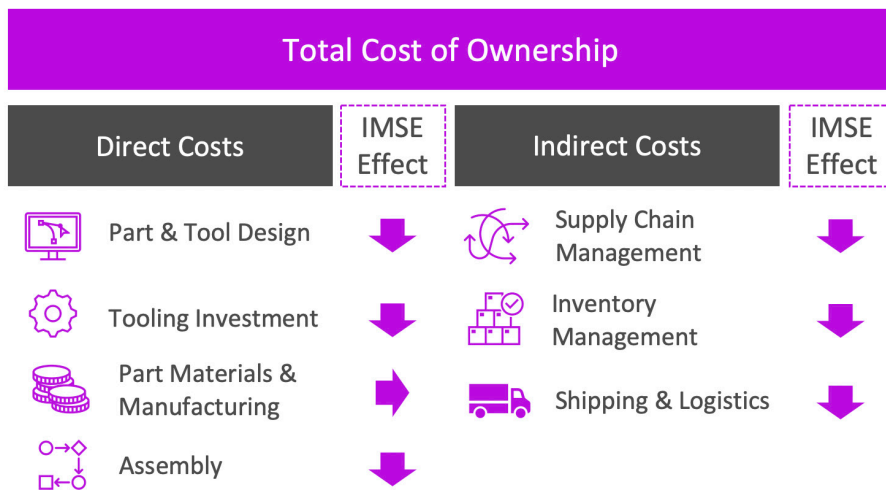 Total Cost of Ownership
Direct Costs
IMSE
Effect
Indirect Costs
IMSE
Effect
Part & Tool Design
Tooling Investment
Part Materials &
Manufacturing
Assembly
Supply Chain
Management
Inventory
Management
Shipping & Logistics